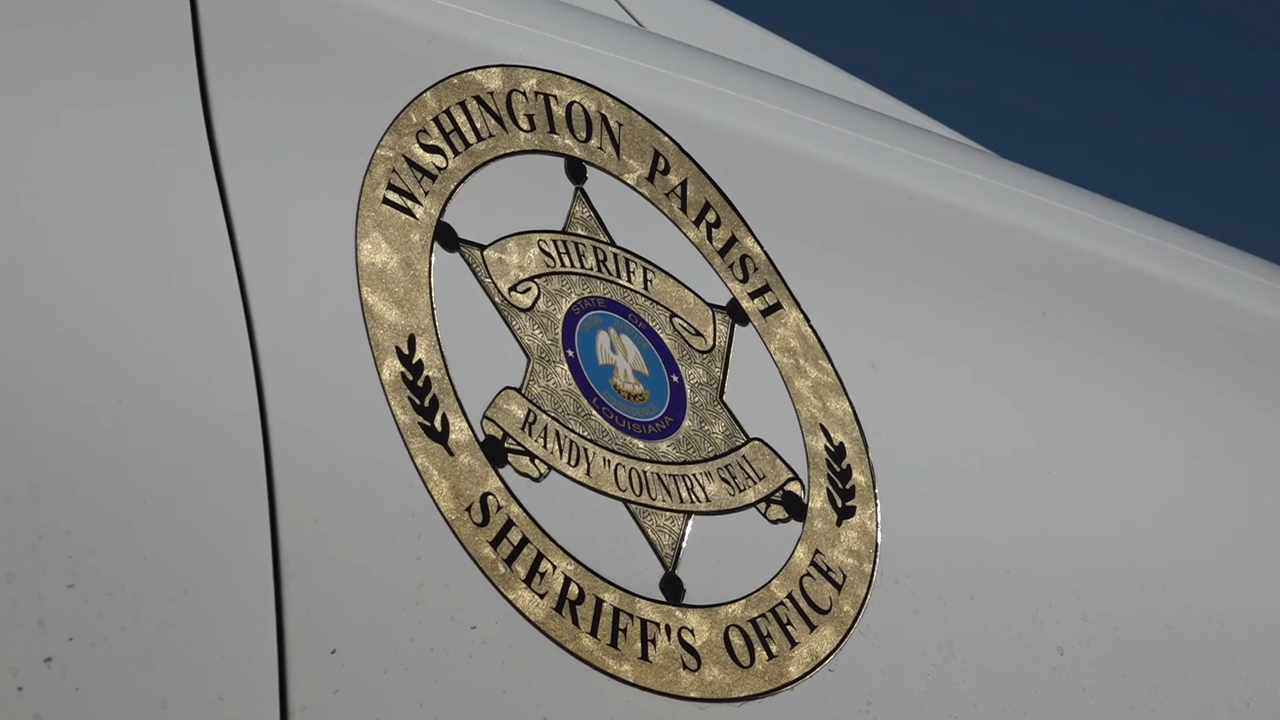 WASHINGTON PARISH
SHERIFF
STATE OF
LOUISIANA
RANDY "COUNTRY" SEAL
SHERIFF'S OFFICE